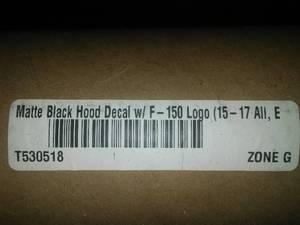 Matte Black Hood Decal w/ F-150 Logo (15-17 All, E
T530518 ZONE G